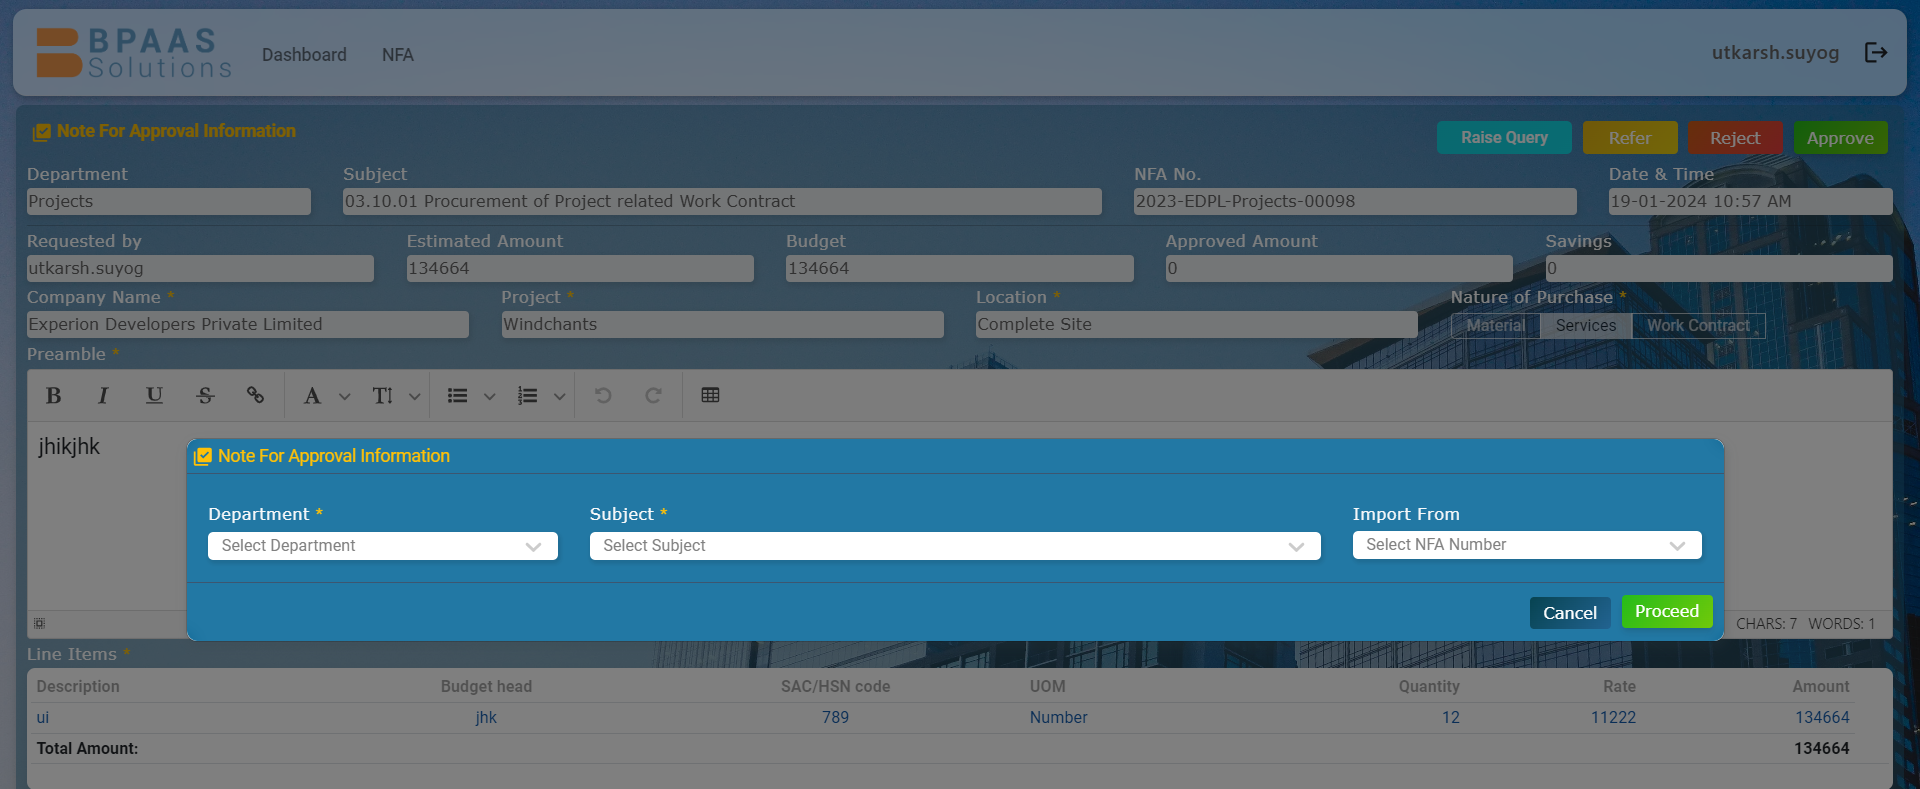 BPAAS
Solutions
Dashboard NFA
utkarsh.suyog
Note For Approval Information
Raise Query Refer Reject Approve
Department Subject NFA No. Date & Time
Projects 03.10.01 Procurement of Project related Work Contract 2023-EDPL-Projects-00098 19-01-2024 10:57 AM
Requested by Estimated Amount Budget Approved Amount Savings
utkarsh.suyog 134664 134664 0 0
Company Name * Project * Location * Nature of Purchase *
Experion Developers Private Limited Windchants Complete Site Material Services Work Contract
Preamble *
jhikjhk
Note For Approval Information
Department * Subject * Import From
Select Department Select Subject Select NFA Number
Cancel Proceed
CHARS: 7 WORDS: 1
Line Items *
Description Budget head SAC/HSN code UOM Quantity Rate Amount
ui jhk 789 Number 12 11222 134664
Total Amount: 134664